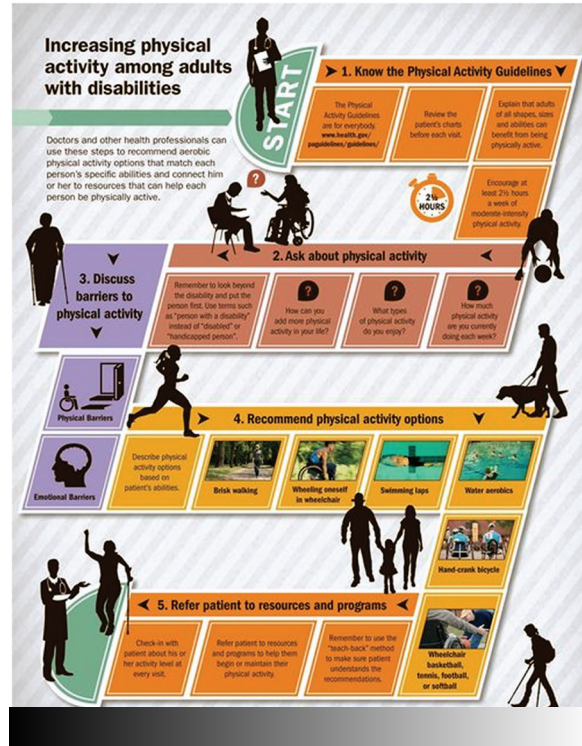 Increasing physical
activity among adults
with disabilities
Doctors and other health professionals can
use these steps to recommend aerobic
physical activity options that match each
person's specific abilities and connect him
or her to resources that can help each
person be physically active.
START
1. Know the Physical Activity Guidelines
The Physical
Activity Guidelines
are for everybody.
www.health.gov/
paguidelines/guidelines/
Review the
patient's charts
before each visit.
Explain that adults
of all shapes, sizes
and abilities can
benefit from being
physically active.
2½
HOURS
Encourage at
least 2½ hours
a week of
moderate-intensity
physical activity.
?
2. Ask about physical activity
?
How much
physical activity
are you currently
doing each week?
?
What types
of physical activity
do you enjoy?
?
How can you
add more physical
activity in your life?
Remember to look beyond
the disability and put the
person first. Use terms such
as "person with a disability"
instead of "disabled" or
"handicapped person".
3. Discuss
barriers to
physical activity
Physical Barriers
Emotional Barriers
4. Recommend physical activity options
Describe physical
activity options
based on
patient's abilities.
Brisk walking
Wheeling oneself
in wheelchair
Swimming laps
Water aerobics
Hand-crank bicycle
Wheelchair
basketball,
tennis, football,
or softball
5. Refer patient to resources and programs
Remember to use the
"teach-back" method
to make sure patient
understands the
recommendations.
Refer patient to resources
and programs to help them
begin or maintain their
physical activity.
Check-in with
patient about his or
her activity level at
every visit.